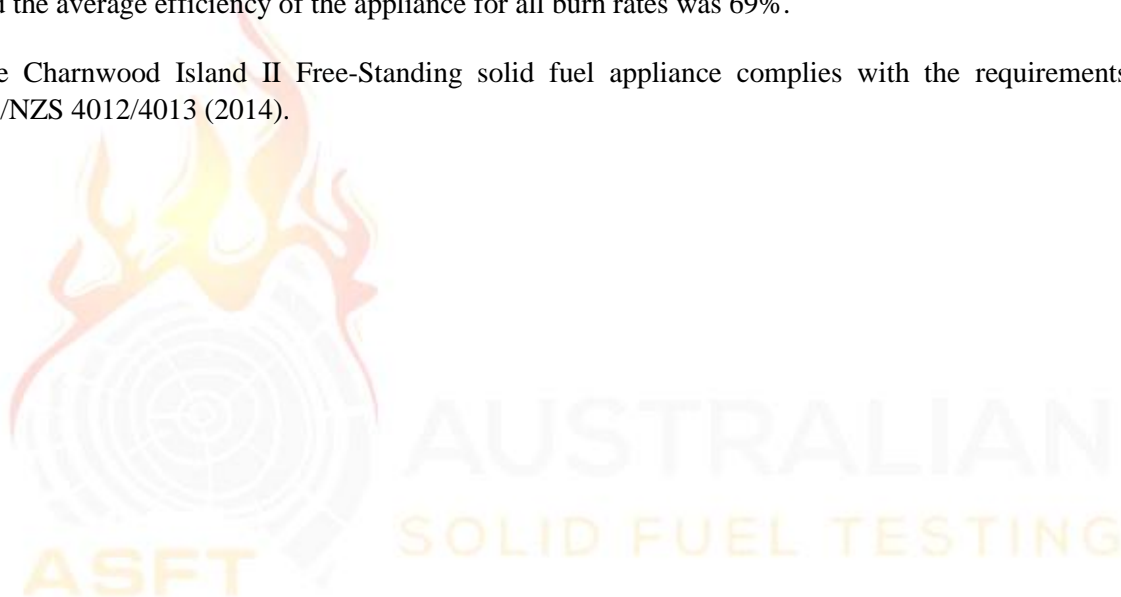 the average efficiency of the appliance for all burn rates was 69%.
Charnwood Island II Free-Standing solid fuel appliance complies with the requirements
/NZS 4012/4013 (2014).
AUSTRALIAN
SOLID FUEL TESTING
ASFT